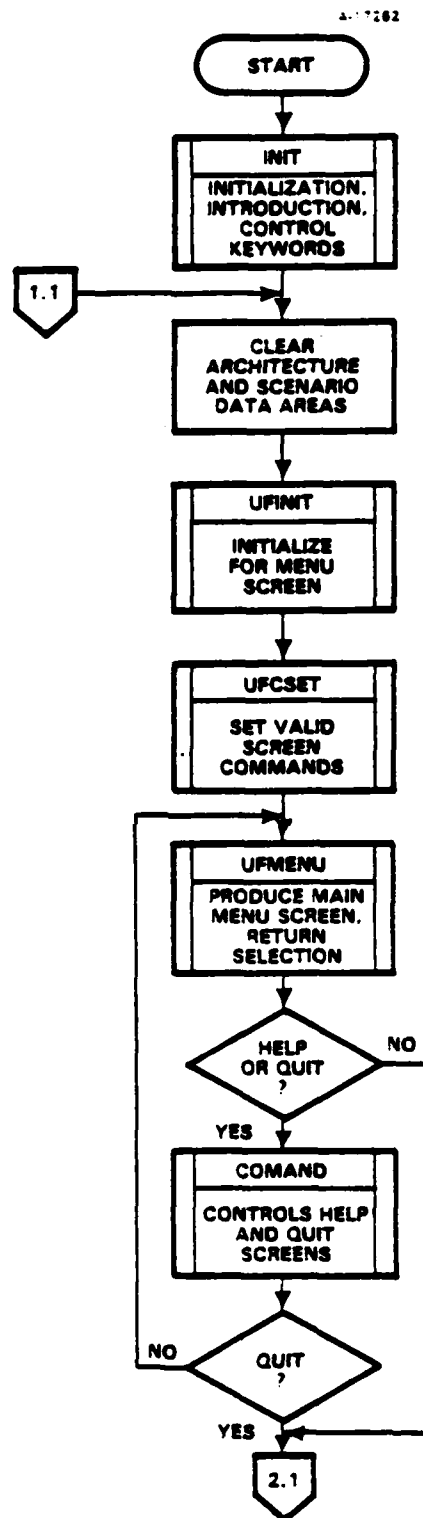 START
INIT
INITIALIZATION,
INTRODUCTION,
CONTROL
KEYWORDS
1.1
CLEAR
ARCHITECTURE
AND SCENARIO
DATA AREAS
UFINIT
INITIALIZE
FOR MENU
SCREEN
UFCSET
SET VALID
SCREEN
COMMANDS
UFMENU
PRODUCE MAIN
MENU SCREEN,
RETURN
SELECTION
HELP
OR QUIT
?
NO
YES
COMAND
CONTROLS HELP
AND QUIT
SCREENS
NO
QUIT
?
YES
2.1